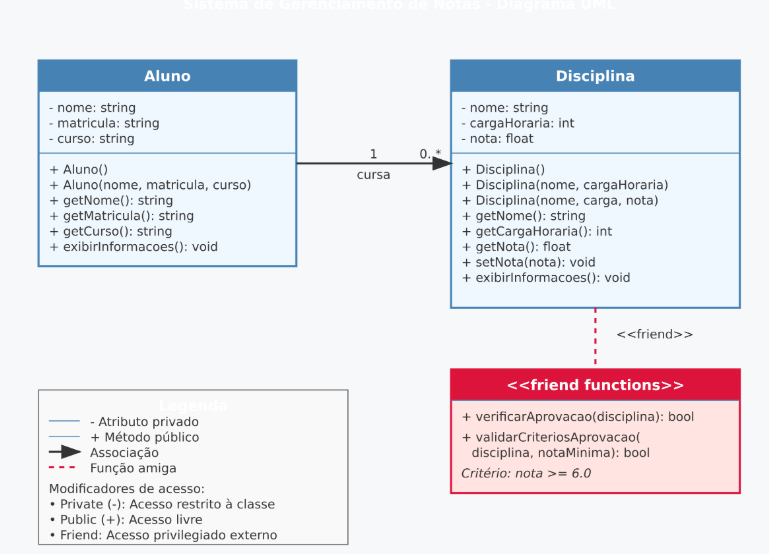 Sistema de Gerenciamento de Notas - Diagrama UML
Aluno
- nome: string
- matricula: string
- curso: string
+ Aluno()
+ Aluno(nome, matricula, curso)
+ getNome(): string
+ getMatricula(): string
+ getCurso(): string
+ exibirInformacoes(): void
1
0..*
cursa
Disciplina
- nome: string
- cargaHoraria: int
- nota: float
+ Disciplina()
+ Disciplina(nome, cargaHoraria)
+ Disciplina(nome, carga, nota)
+ getNome(): string
+ getCargaHoraria(): int
+ getNota(): float
+ setNota(nota): void
+ exibirInformacoes(): void
<<friend>>
<<friend functions>>
+ verificarAprovacao(disciplina): bool
+ validarCriteriosAprovacao(
disciplina, notaMinima): bool
Critério: nota >= 6.0
Legenda
- Atributo privado
+ Método público
Associação
Função amiga
Modificadores de acesso:
• Private (-): Acesso restrito à classe
• Public (+): Acesso livre
• Friend: Acesso privilegiado externo